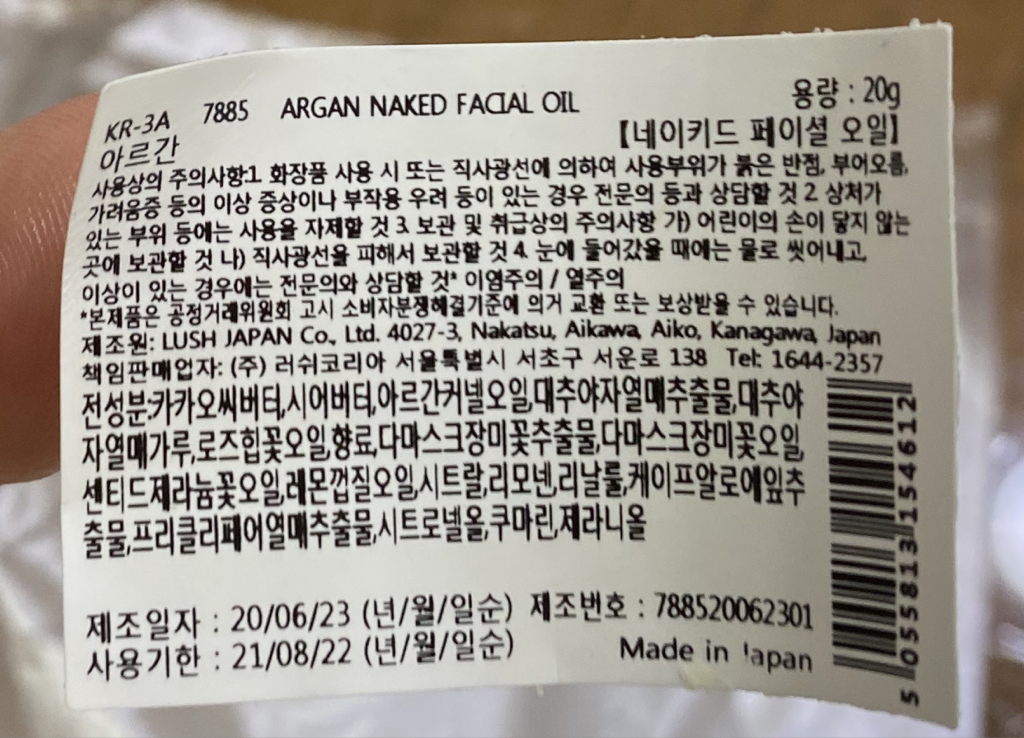 KR-3A 7885 ARGAN NAKED FACIAL OIL 용량 : 20g
아르간 【네이키드 페이셜 오일】
사용상의 주의사항1. 화장품 사용 시 또는 직사광선에 의하여 사용부위가 붉은 반점, 부어오름,
가려움증 등의 이상 증상이나 부작용 우려 등이 있는 경우 전문의 등과 상담할 것 2. 상처가
있는 부위 등에는 사용을 자제할 것 3. 보관 및 취급상의 주의사항 가) 어린이의 손이 닿지 않는
곳에 보관할 것 나) 직사광선을 피해서 보관할 것 4. 눈에 들어갔을 때에는 물로 씻어내고,
이상이 있는 경우에는 전문의와 상담할 것* 이염주의 / 열주의
*본제품은 공정거래위원회 고시 소비자분쟁해결기준에 의거 교환 또는 보상받을 수 있습니다.
제조원: LUSH JAPAN Co., Ltd. 4027-3, Nakatsu, Aikawa, Aiko, Kanagawa, Japan
책임판매업자: (주) 러쉬코리아 서울특별시 서초구 서운로 138 Tel: 1644-2357
전성분:카카오씨버터,시어버터,아르간커넬오일,대추야자열매추출물,대추야
자열매가루,로즈힙꽃오일,향료,다마스크장미꽃추출물,다마스크장미꽃오일,
센티드제라늄꽃오일,레몬껍질오일,시트랄,리모넨,리날룰,케이프알로에잎추
출물,프리클리페어열매추출물,시트로넬올,쿠마린,제라니올
제조일자 : 20/06/23 (년/월/일순) 제조번호 : 788520062301
사용기한 : 21/08/22 (년/월/일순) Made in Japan
5 055813 154612